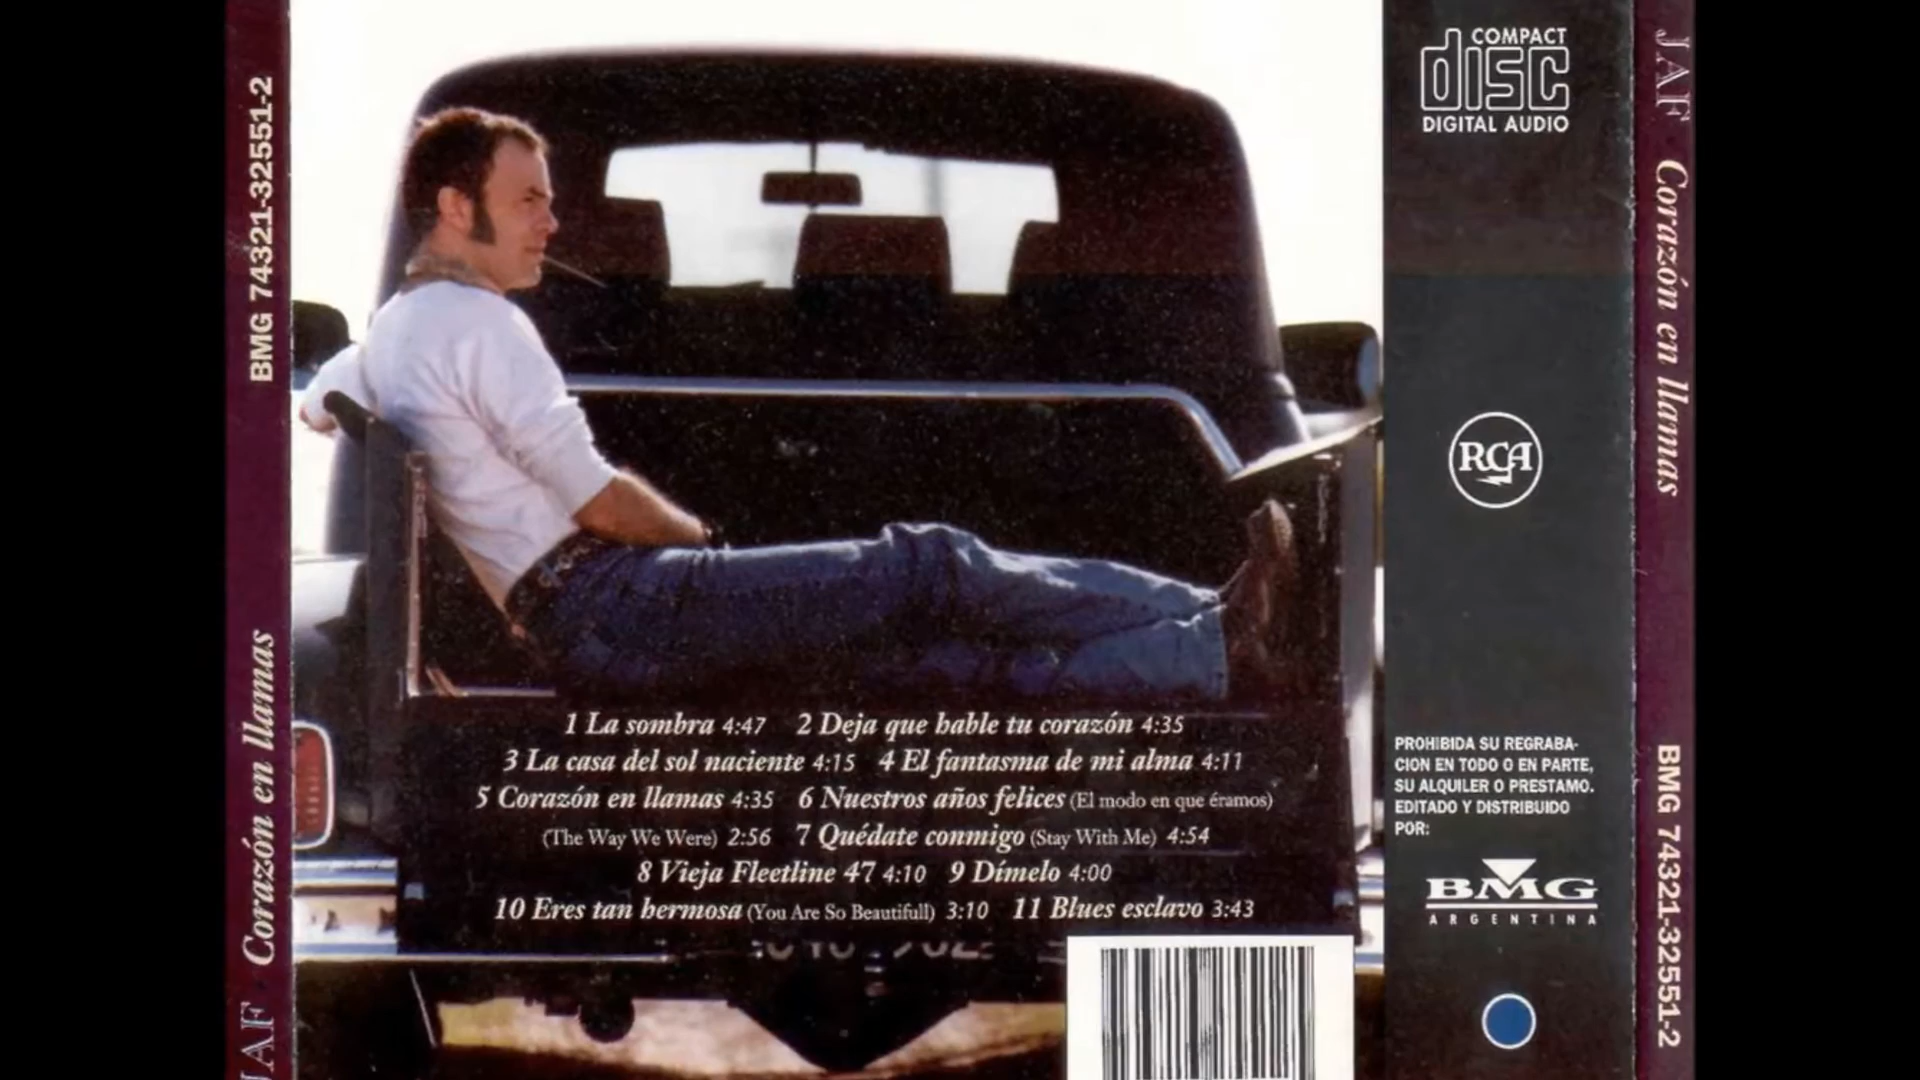 BMG 74321-32551-2
JAF · Corazón en llamas
1 La sombra 4:47 2 Deja que hable tu corazón 4:35
3 La casa del sol naciente 4:15 4 El fantasma de mi alma 4:11
5 Corazón en llamas 4:35 6 Nuestros años felices (El modo en que éramos)
(The Way We Were) 2:56 7 Quédate conmigo (Stay With Me) 4:54
8 Vieja Fleetline 47 4:10 9 Dímelo 4:00
10 Eres tan hermosa (You Are So Beautifull) 3:10 11 Blues esclavo 3:43
COMPACT
disc
DIGITAL AUDIO
RCA
PROHIBIDA SU REGRABA-
CION EN TODO O EN PARTE,
SU ALQUILER O PRESTAMO.
EDITADO Y DISTRIBUIDO
POR:
BMG
ARGENTINA
JAF · Corazón en llamas
BMG 74321-32551-2